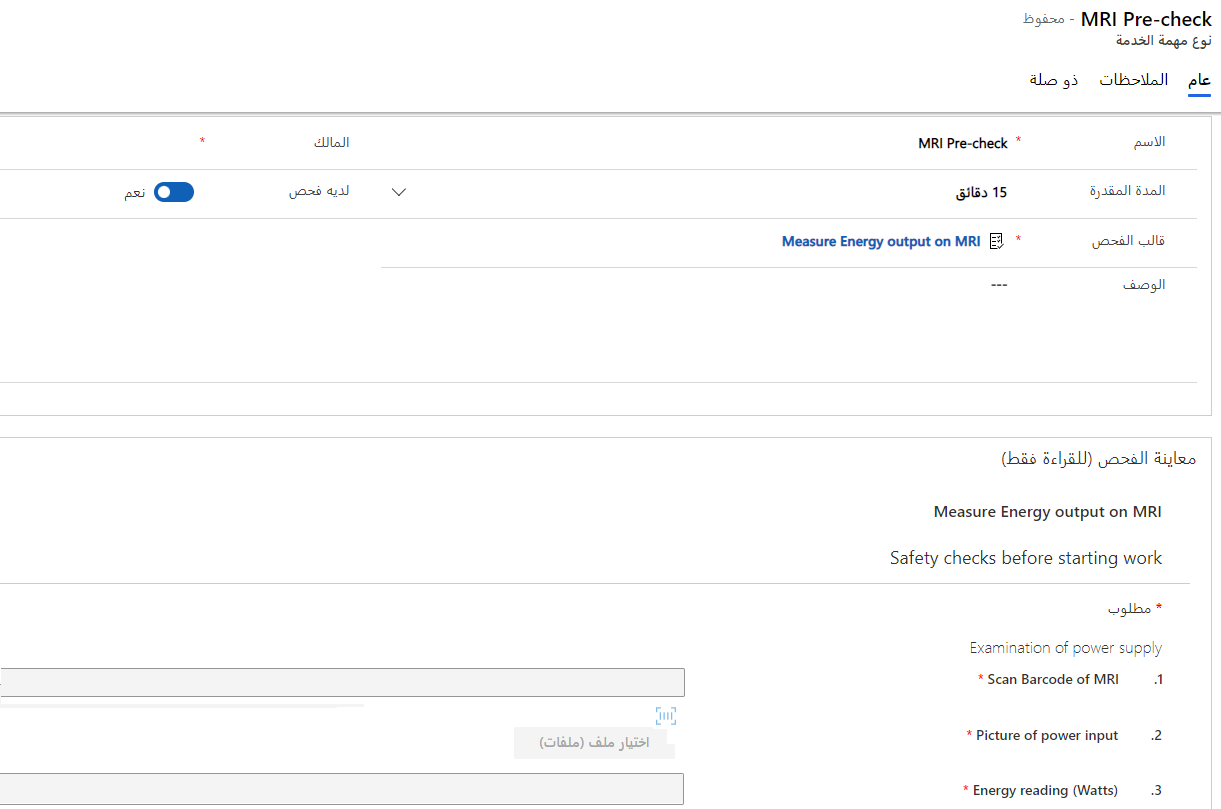 MRI Pre-check - محفوظ
نوع مهمة الخدمة
عام الملاحظات ذو صلة
الاسم * MRI Pre-check المالك *
المدة المقدرة 15 دقائق لديه فحص نعم
قالب الفحص * Measure Energy output on MRI
الوصف ---
معاينة الفحص (للقراءة فقط)
Measure Energy output on MRI
Safety checks before starting work
* مطلوب
Examination of power supply
.1 Scan Barcode of MRI *
.2 Picture of power input *
اختيار ملف (ملفات)
.3 Energy reading (Watts) *